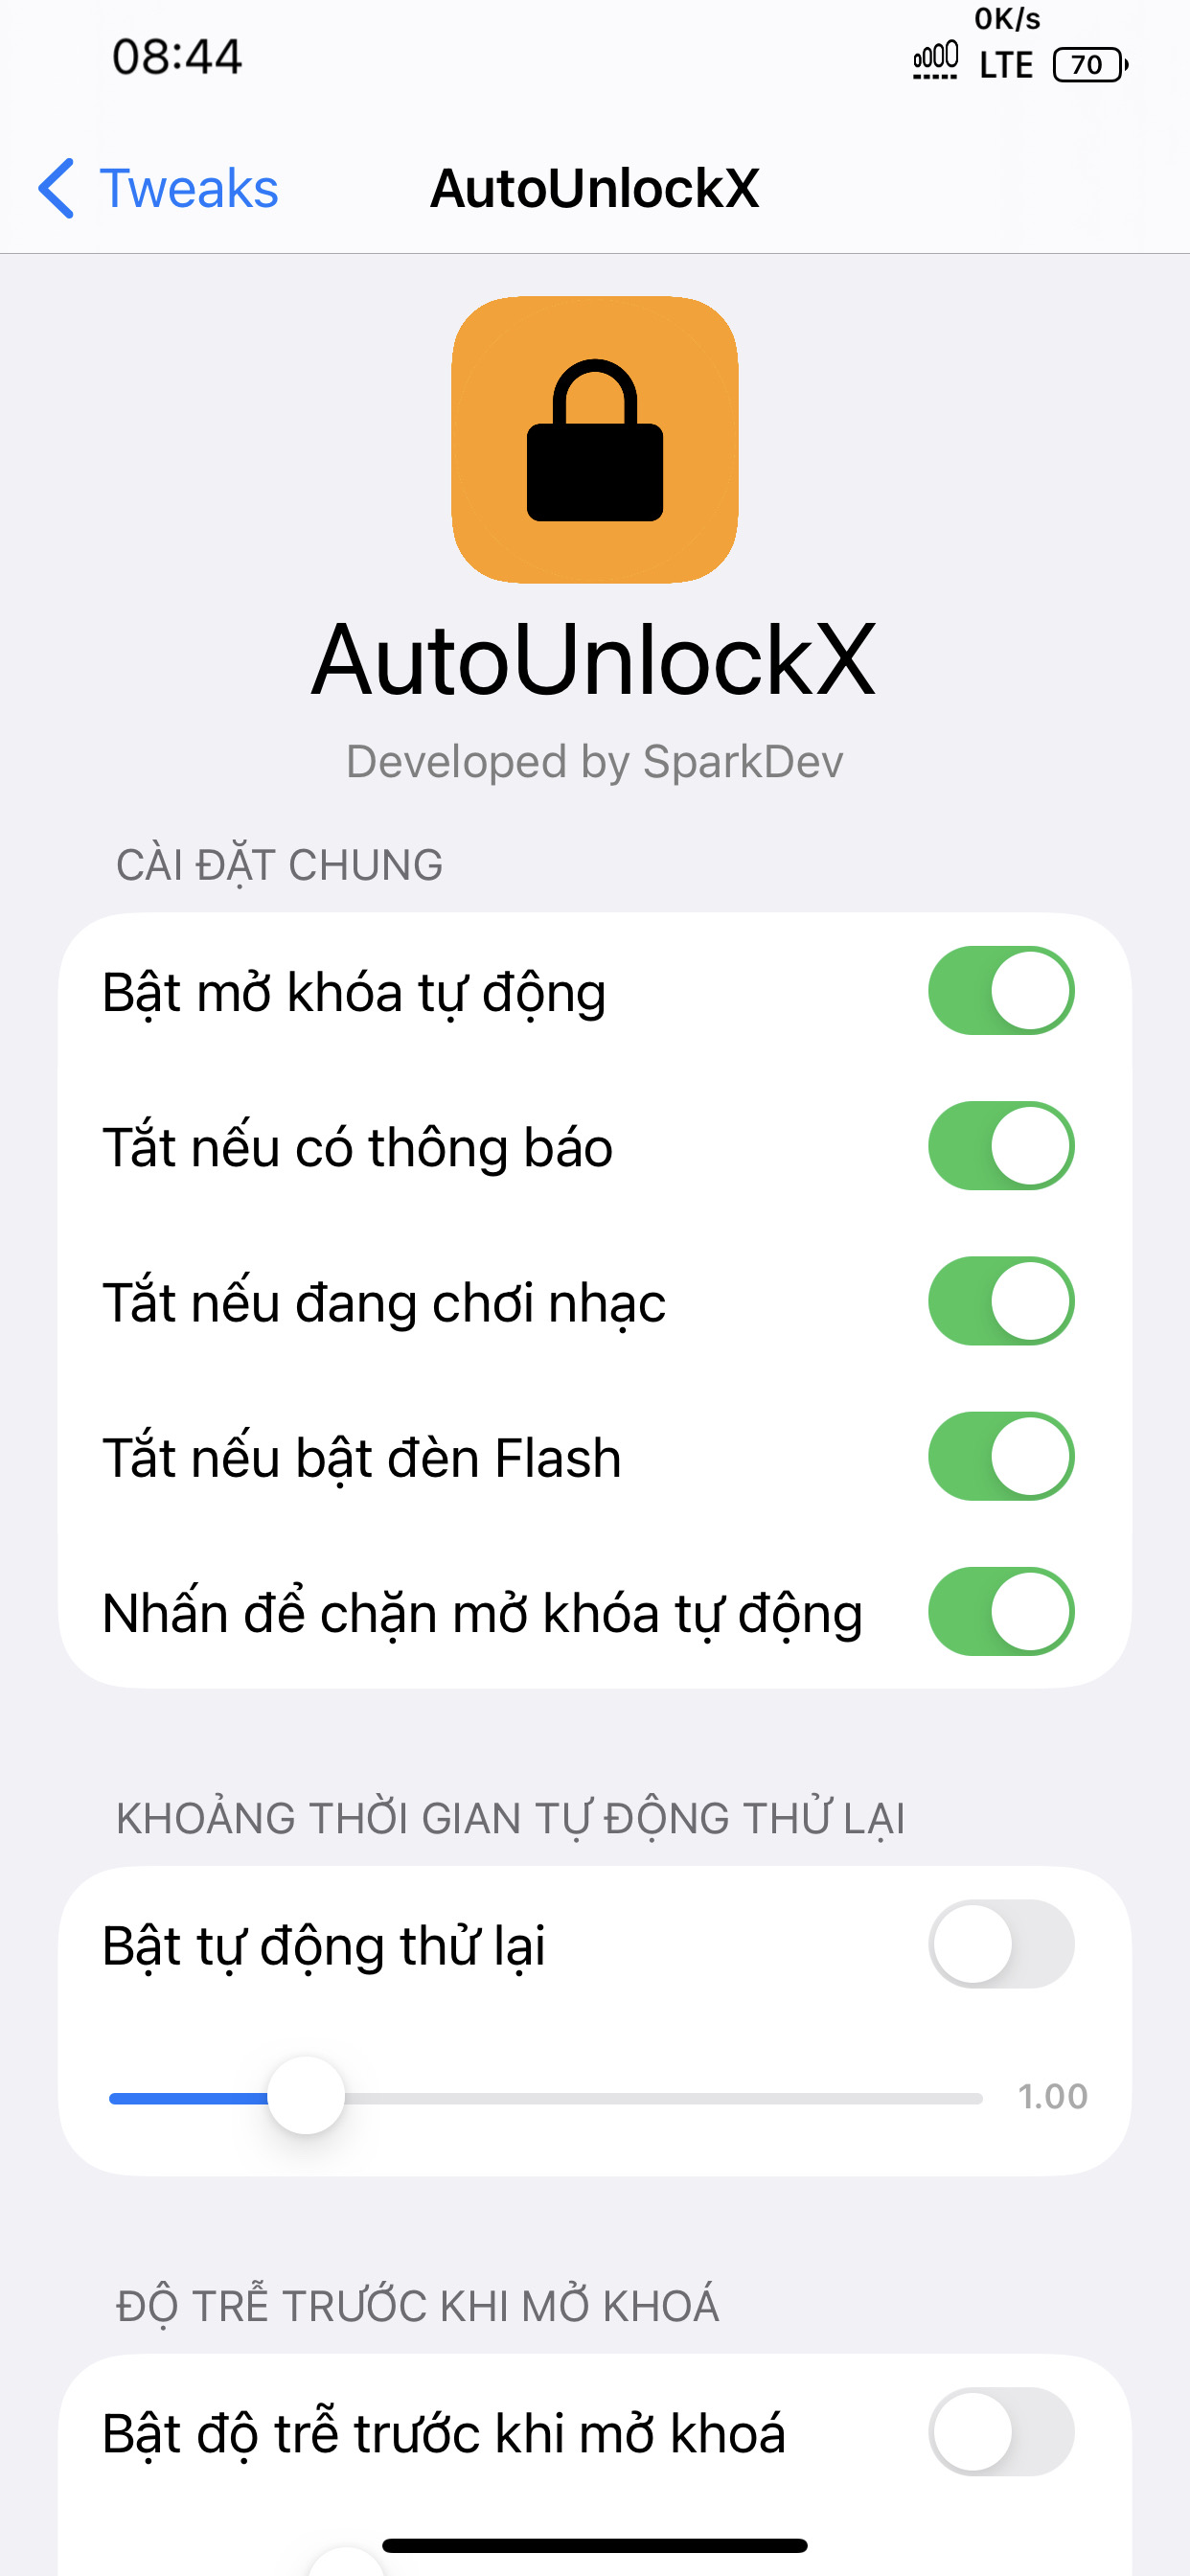 0K/s
08:44
LTE 70
Tweaks
AutoUnlockX
AutoUnlockX
Developed by SparkDev
CÀI ĐẶT CHUNG
Bật mở khóa tự động
Tắt nếu có thông báo
Tắt nếu đang chơi nhạc
Tắt nếu bật đèn Flash
Nhấn để chặn mở khóa tự động
KHOẢNG THỜI GIAN TỰ ĐỘNG THỬ LẠI
Bật tự động thử lại
1.00
ĐỘ TRỄ TRƯỚC KHI MỞ KHOÁ
Bật độ trễ trước khi mở khoá